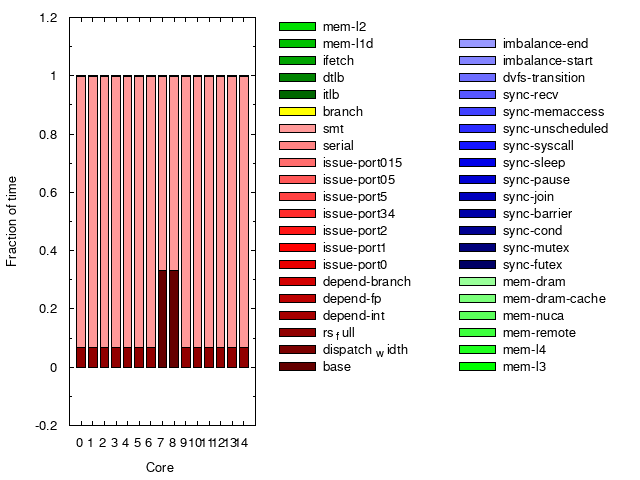 1.2
1
0.8
0.6
0.4
0.2
0
-0.2
Fraction of time
0 1 2 3 4 5 6 7 8 9 10 11 12 13 14
Core
mem-l2
mem-l1d
ifetch
dtlb
itlb
branch
smt
serial
issue-port015
issue-port05
issue-port5
issue-port34
issue-port2
issue-port1
issue-port0
depend-branch
depend-fp
depend-int
rsfull
dispatchwidth
base
imbalance-end
imbalance-start
dvfs-transition
sync-recv
sync-memaccess
sync-unscheduled
sync-syscall
sync-sleep
sync-pause
sync-join
sync-barrier
sync-cond
sync-mutex
sync-futex
mem-dram
mem-dram-cache
mem-nuca
mem-remote
mem-l4
mem-l3